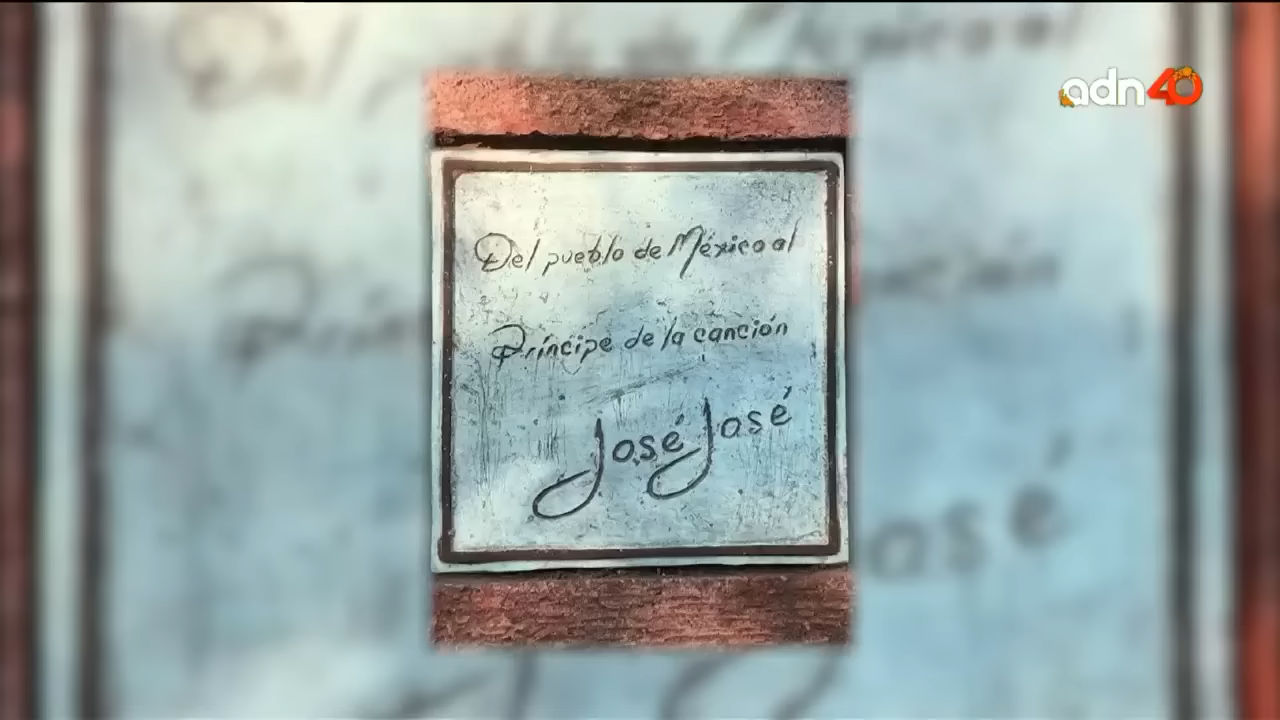 adn40
Del pueblo de México al
Príncipe de la canción
José José